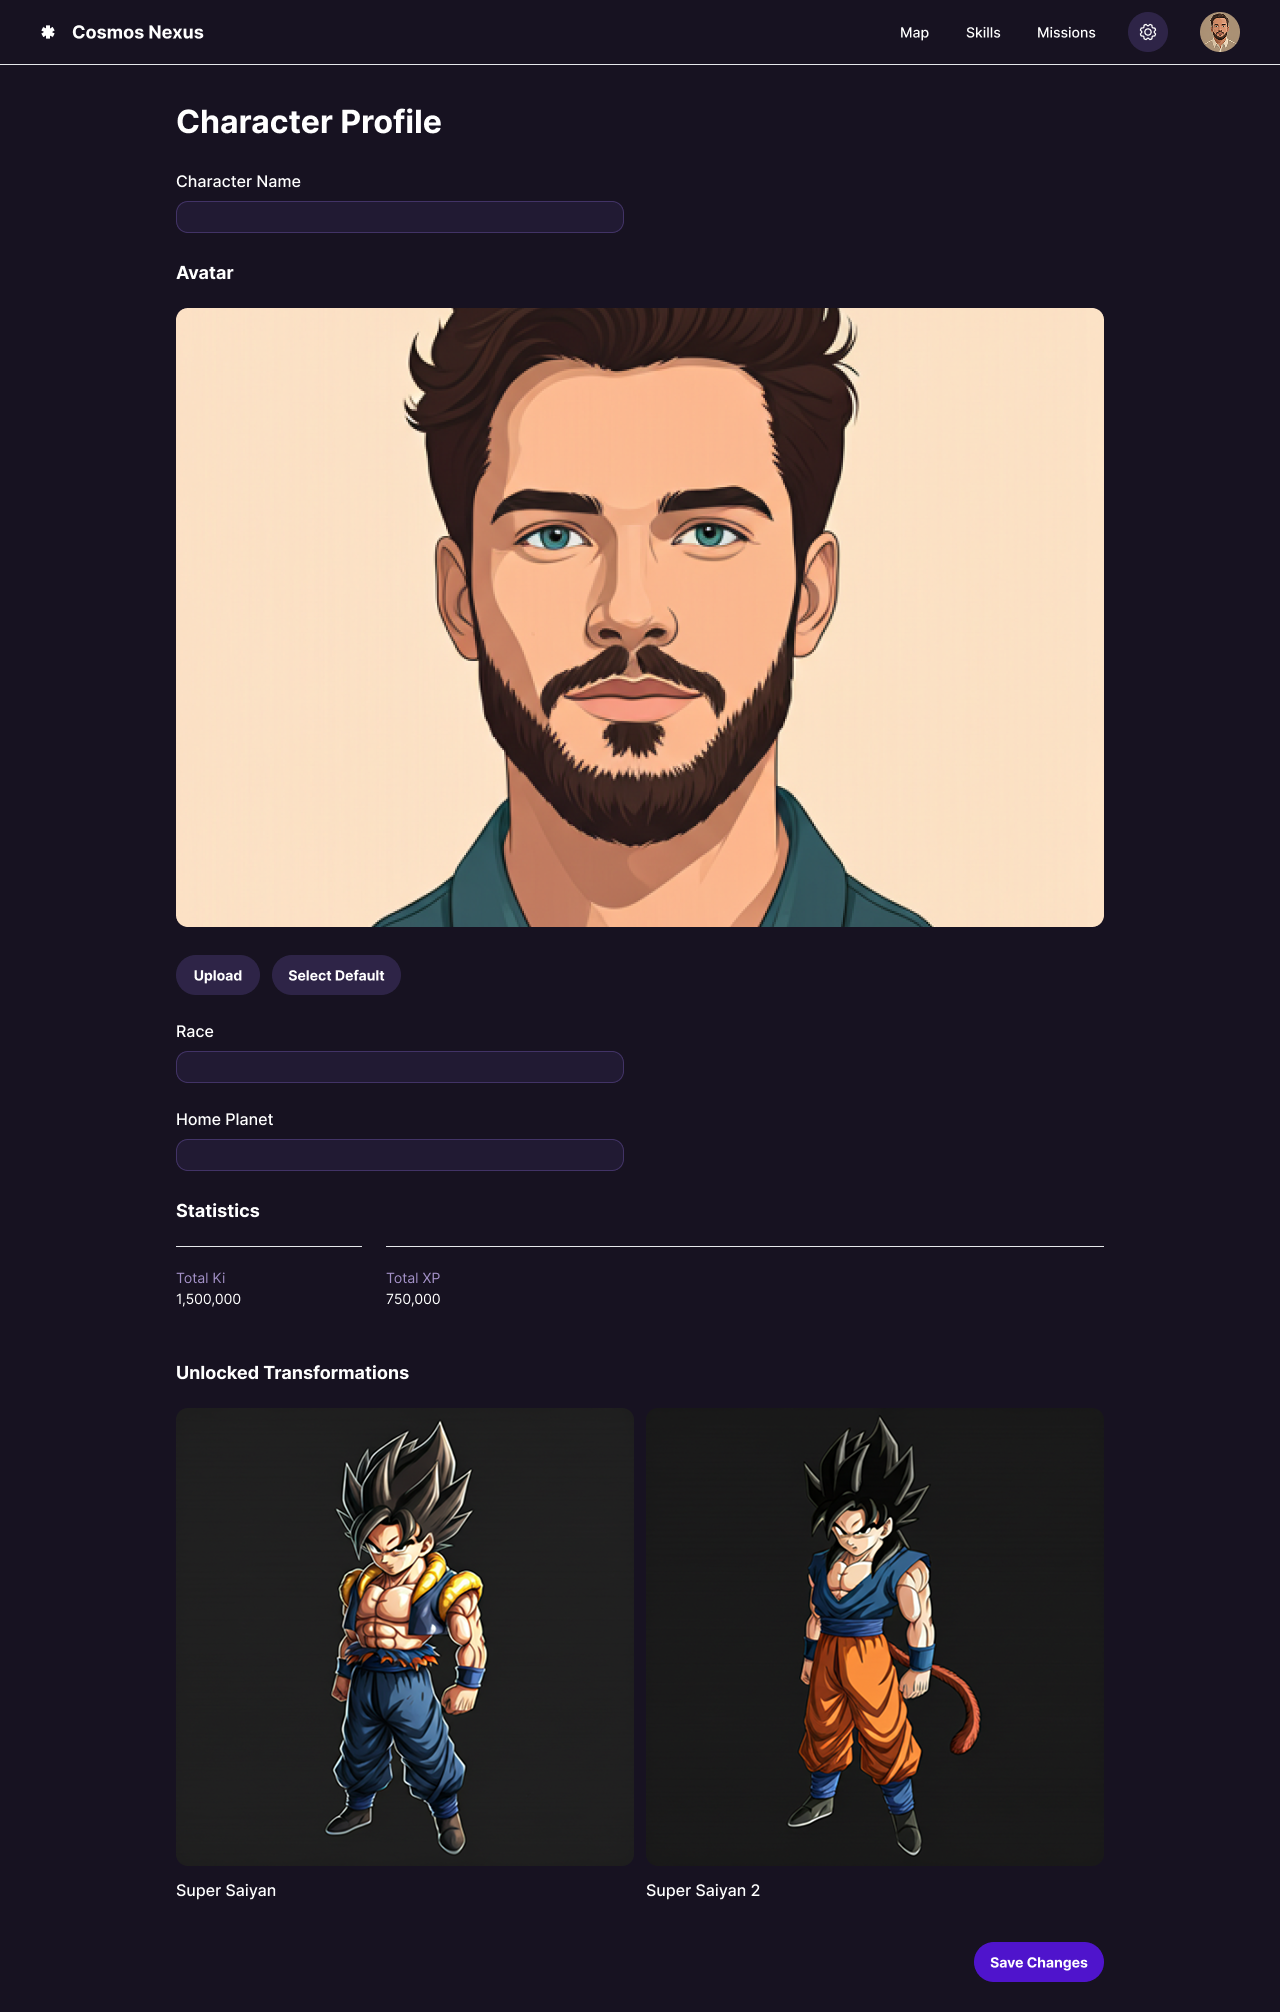 Cosmos Nexus
Map
Skills
Missions
Character Profile
Character Name
Avatar
Upload
Select Default
Race
Home Planet
Statistics
Total Ki
1,500,000
Total XP
750,000
Unlocked Transformations
Super Saiyan
Super Saiyan 2
Save Changes